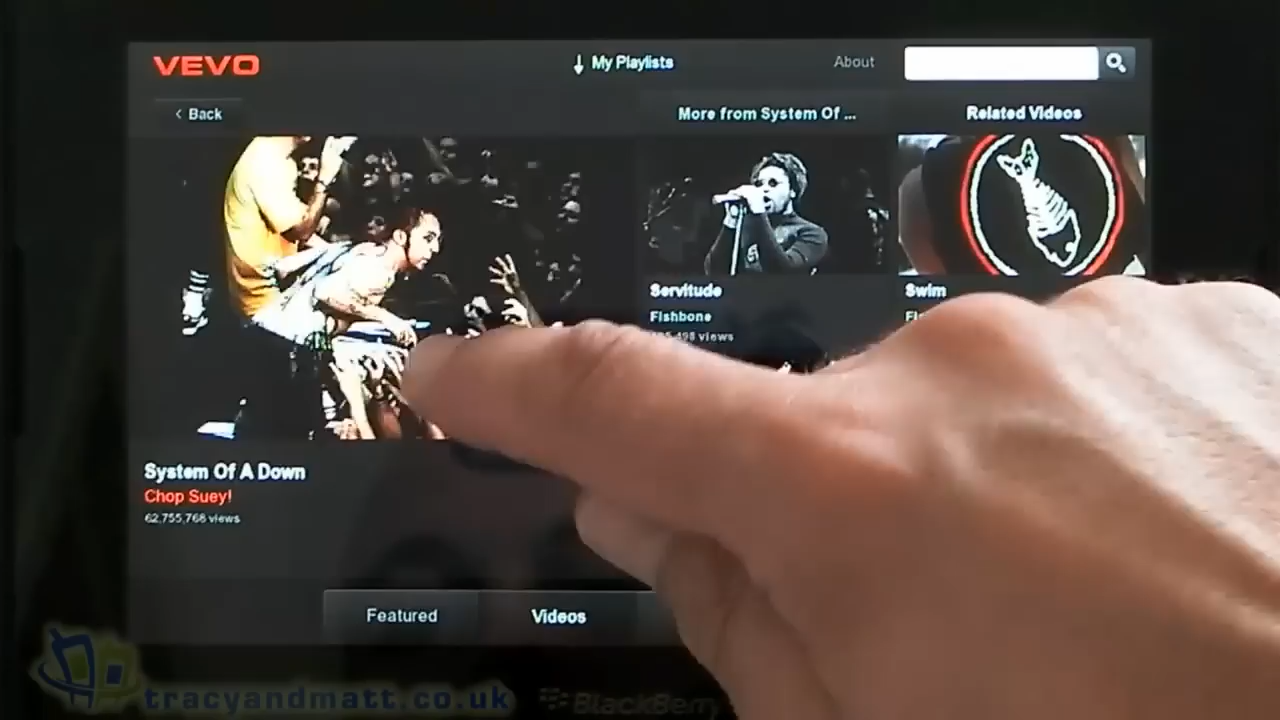 VEVO
My Playlists
About
Back
More from System Of ...
Related Videos
Servitude
Fishbone
Swim
System Of A Down
Chop Suey!
62,755,768 views
Featured
Videos
tracyandmatt.co.uk
BlackBerry